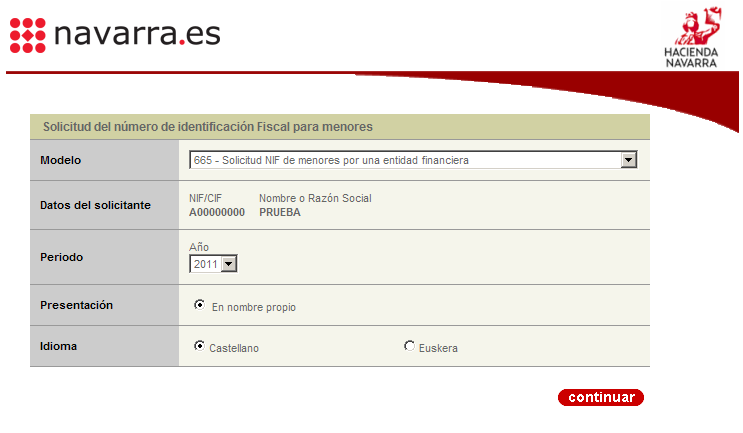 navarra.es
HACIENDA
NAVARRA
Solicitud del número de identificación Fiscal para menores
Modelo
665 - Solicitud NIF de menores por una entidad financiera
Datos del solicitante
NIF/CIF Nombre o Razón Social
A00000000 PRUEBA
Periodo
Año
2011
Presentación
En nombre propio
Idioma
Castellano Euskera
continuar